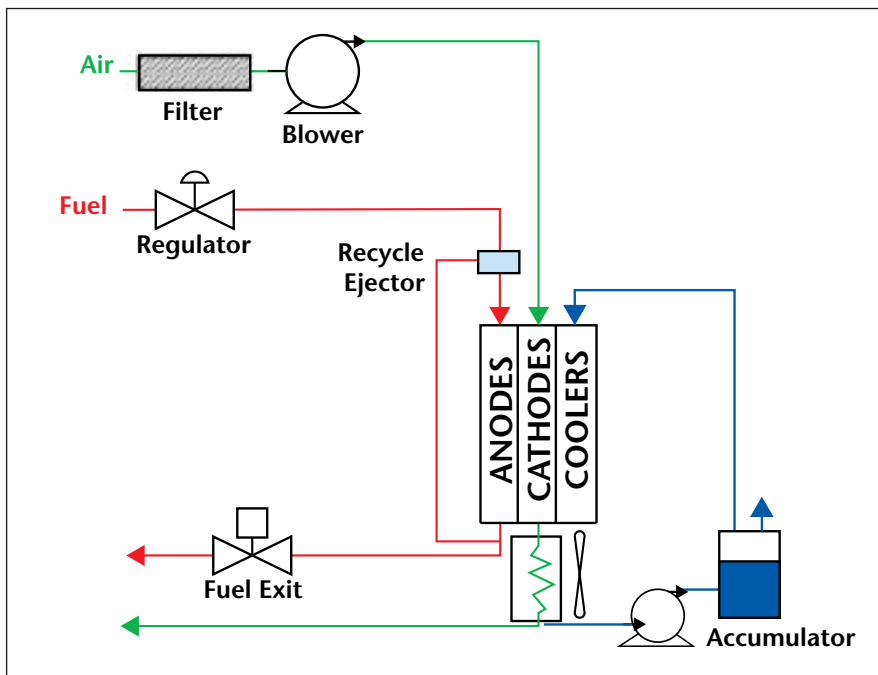 Air
Filter
Blower
Fuel
Regulator
Recycle
Ejector
ANODES
CATHODES
COOLERS
Fuel Exit
Accumulator